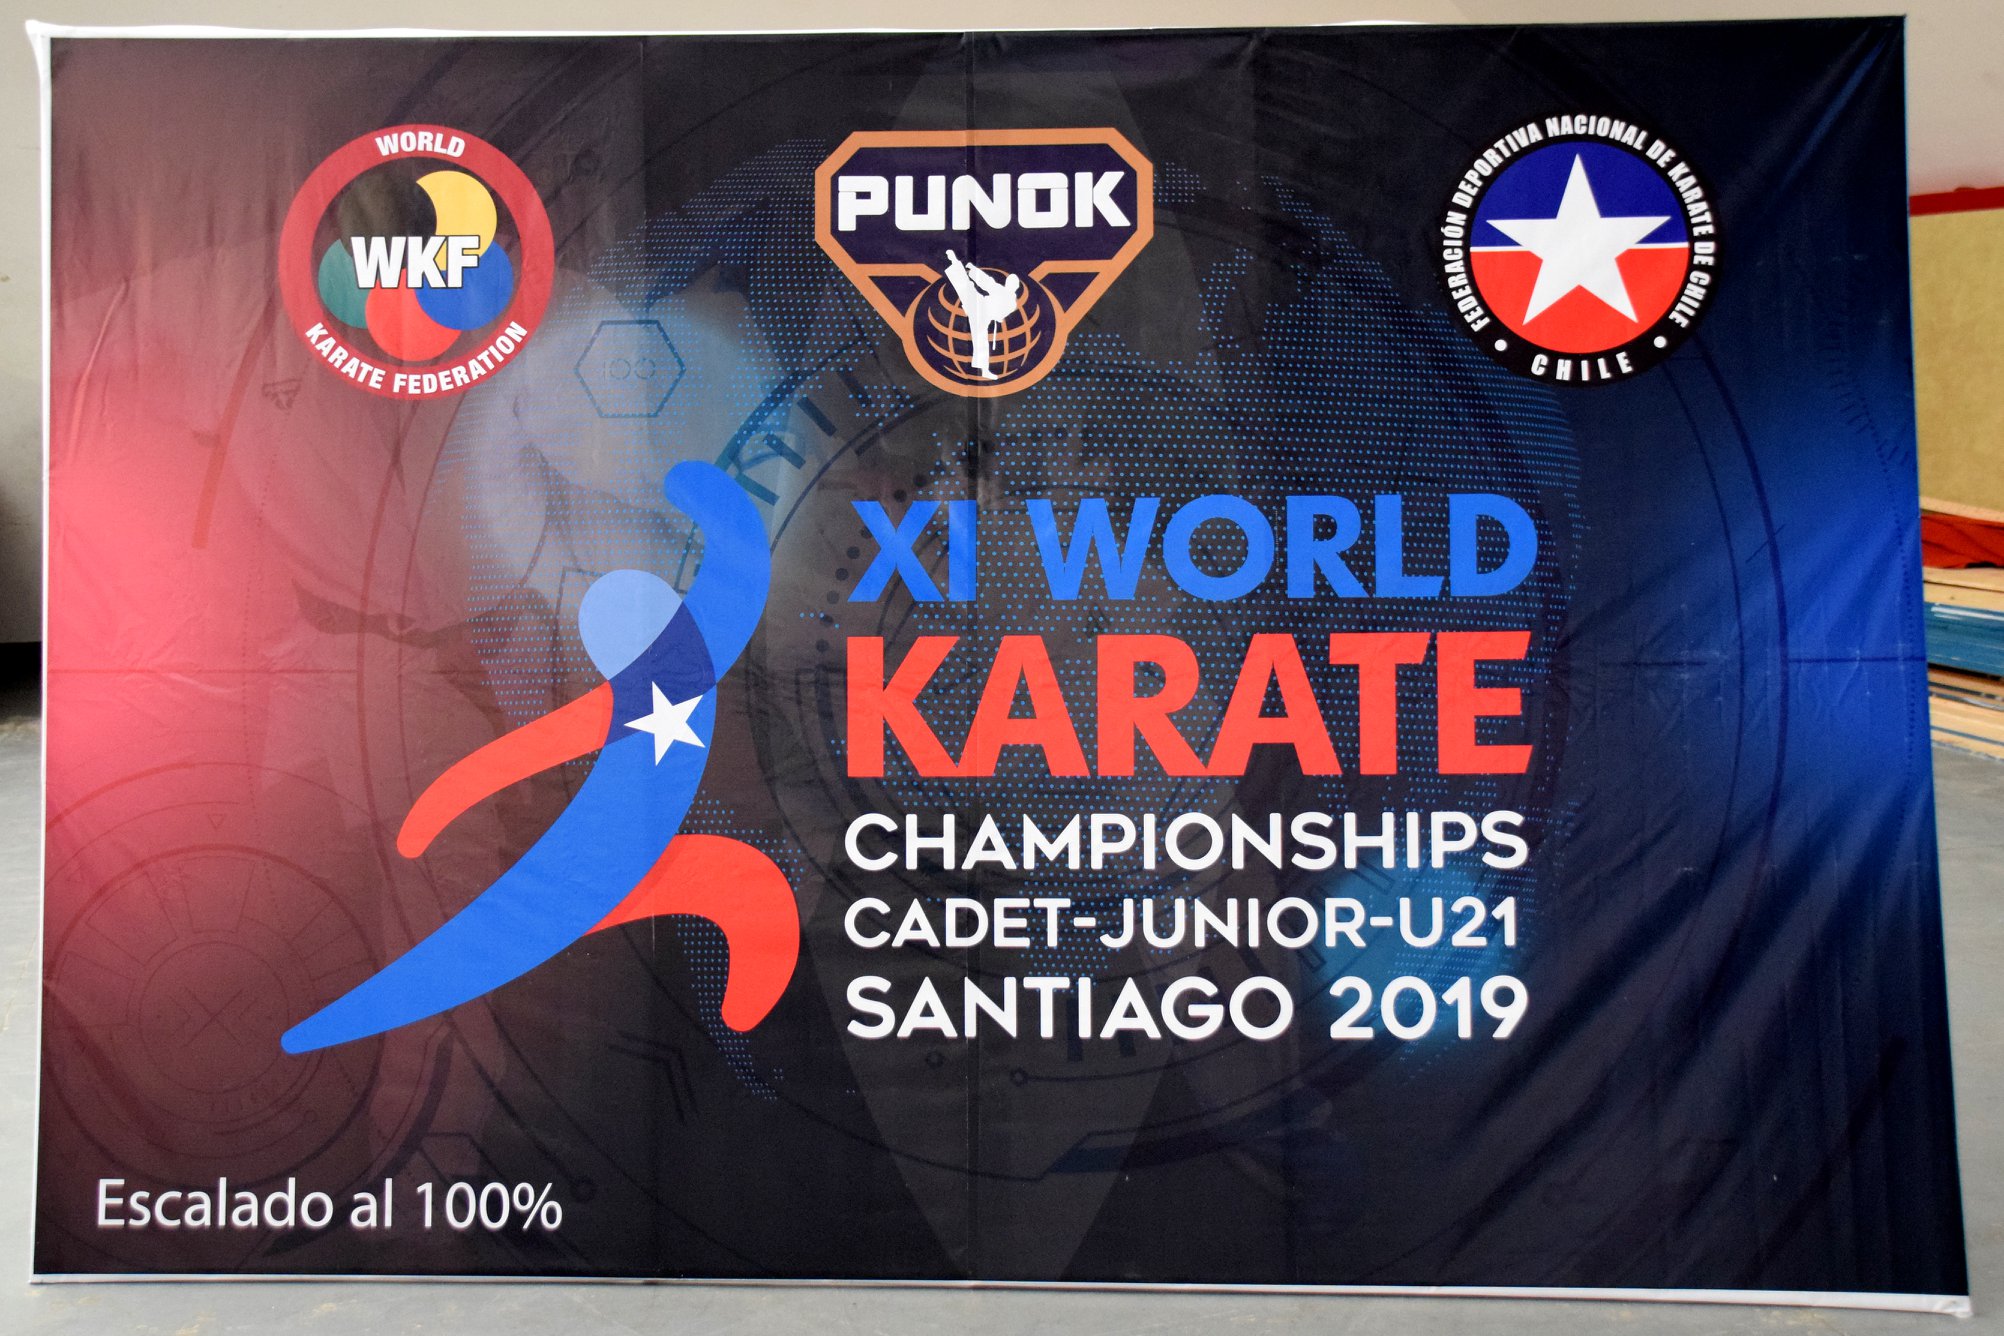 WORLD
WKF
KARATE FEDERATION
PUNOK
FEDERACIÓN DEPORTIVA NACIONAL DE KARATE DE CHILE
• CHILE •
XI WORLD
KARATE
CHAMPIONSHIPS
CADET-JUNIOR-U21
SANTIAGO 2019
Escalado al 100%